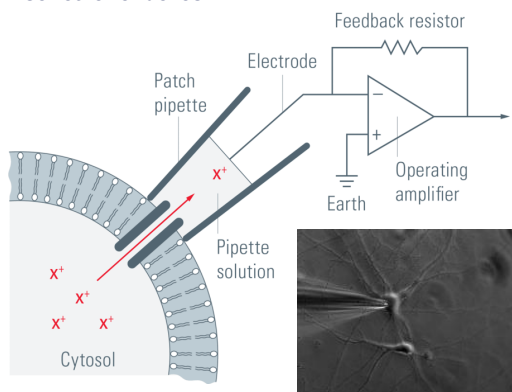 Feedback resistor
Electrode
Patch
pipette
−
+
Operating
amplifier
Earth
X⁺
Pipette
solution
X⁺
X⁺
X⁺
X⁺
Cytosol